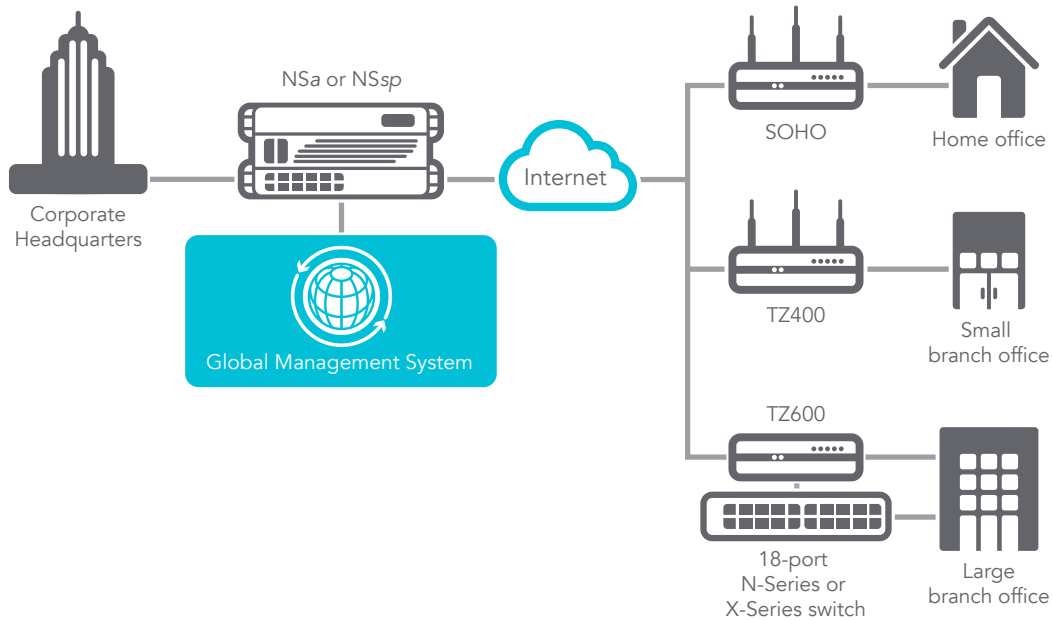 NSa or NSsp
Corporate
Headquarters
Global Management System
Internet
SOHO
Home office
TZ400
Small
branch office
TZ600
18-port
N-Series or
X-Series switch
Large
branch office